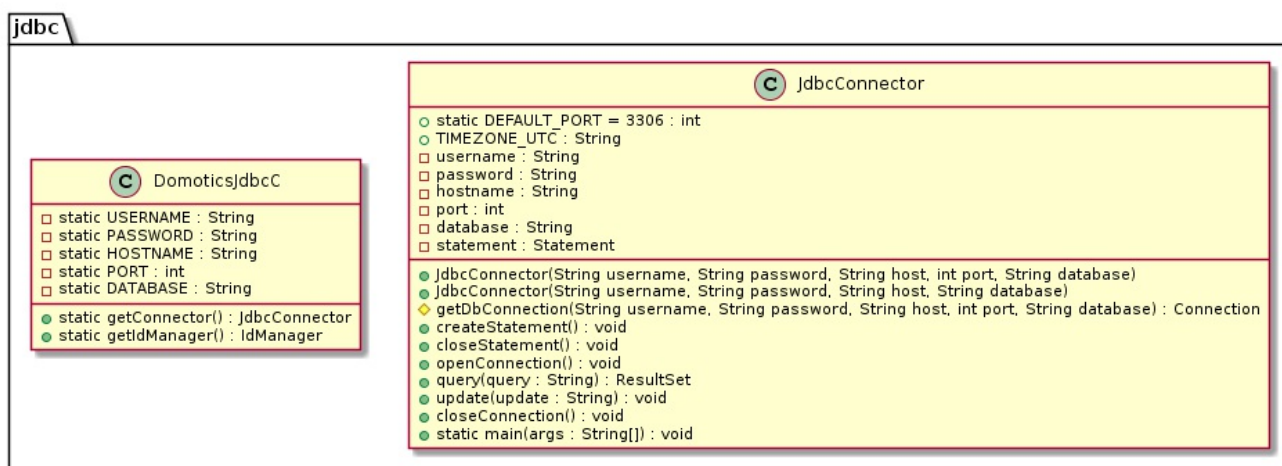 jdbc
C DomoticsJdbcC
static USERNAME : String
static PASSWORD : String
static HOSTNAME : String
static PORT : int
static DATABASE : String
static getConnector() : JdbcConnector
static getIdManager() : IdManager
C JdbcConnector
static DEFAULT_PORT = 3306 : int
TIMEZONE_UTC : String
username : String
password : String
hostname : String
port : int
database : String
statement : Statement
JdbcConnector(String username, String password, String host, int port, String database)
JdbcConnector(String username, String password, String host, String database)
getDbConnection(String username, String password, String host, int port, String database) : Connection
createStatement() : void
closeStatement() : void
openConnection() : void
query(query : String) : ResultSet
update(update : String) : void
closeConnection() : void
static main(args : String[]) : void